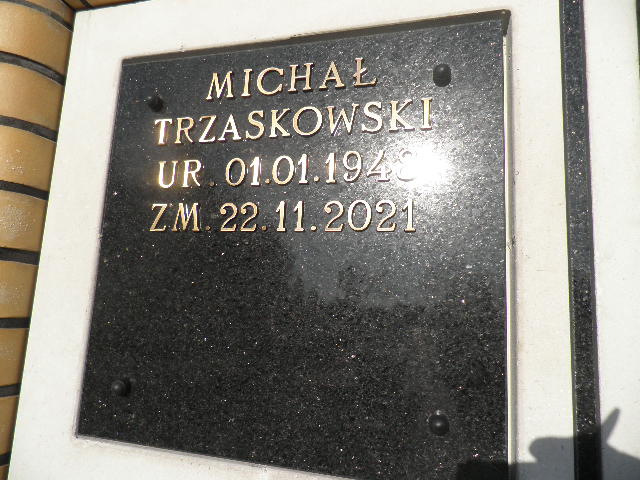 MICHAŁ
TRZASKOWSKI
UR. 01.01.1948
ZM. 22.11.2021